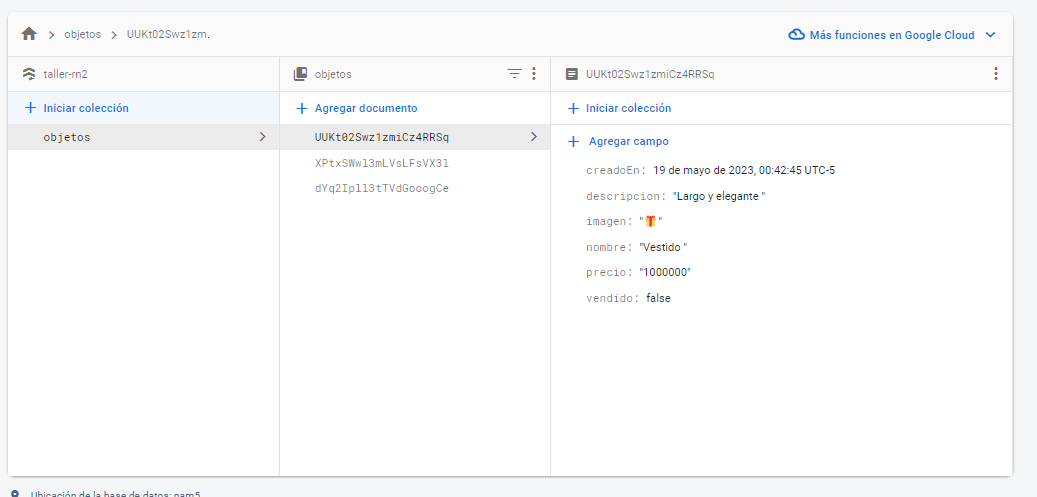 objetos > UUKt02Swz1zm.
Más funciones en Google Cloud
taller-rn2
objetos
UUKt02Swz1zmiCz4RRSq
+ Iniciar colección
+ Agregar documento
+ Iniciar colección
objetos
UUKt02Swz1zmiCz4RRSq
XPtxSWwl3mLVsLFsVX3l
dYq2Ipll3tTVdGooogCe
+ Agregar campo
creadoEn: 19 de mayo de 2023, 00:42:45 UTC-5
descripcion: "Largo y elegante "
imagen: "🎁"
nombre: "Vestido "
precio: "1000000"
vendido: false
Ubicación de la base de datos: nam5